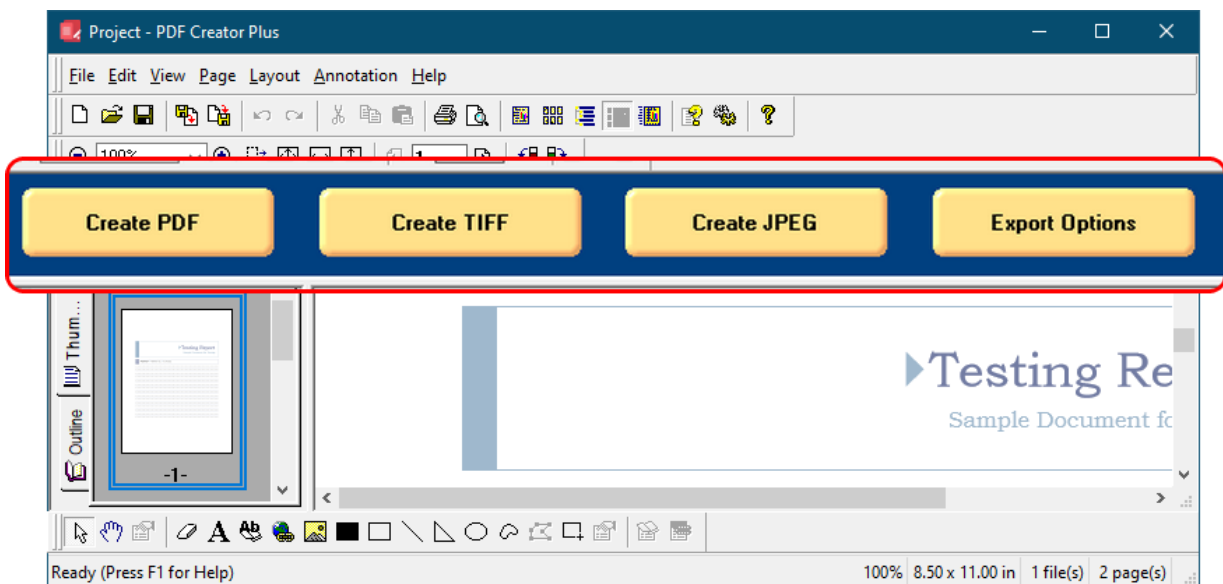 Project - PDF Creator Plus
File Edit View Page Layout Annotation Help
100% 1
Create PDF Create TIFF Create JPEG Export Options
Thum...
Outline
Testing Report
-1-
Testing Re
Sample Document fo
A Ab
Ready (Press F1 for Help) 100% 8.50 x 11.00 in 1 file(s) 2 page(s)